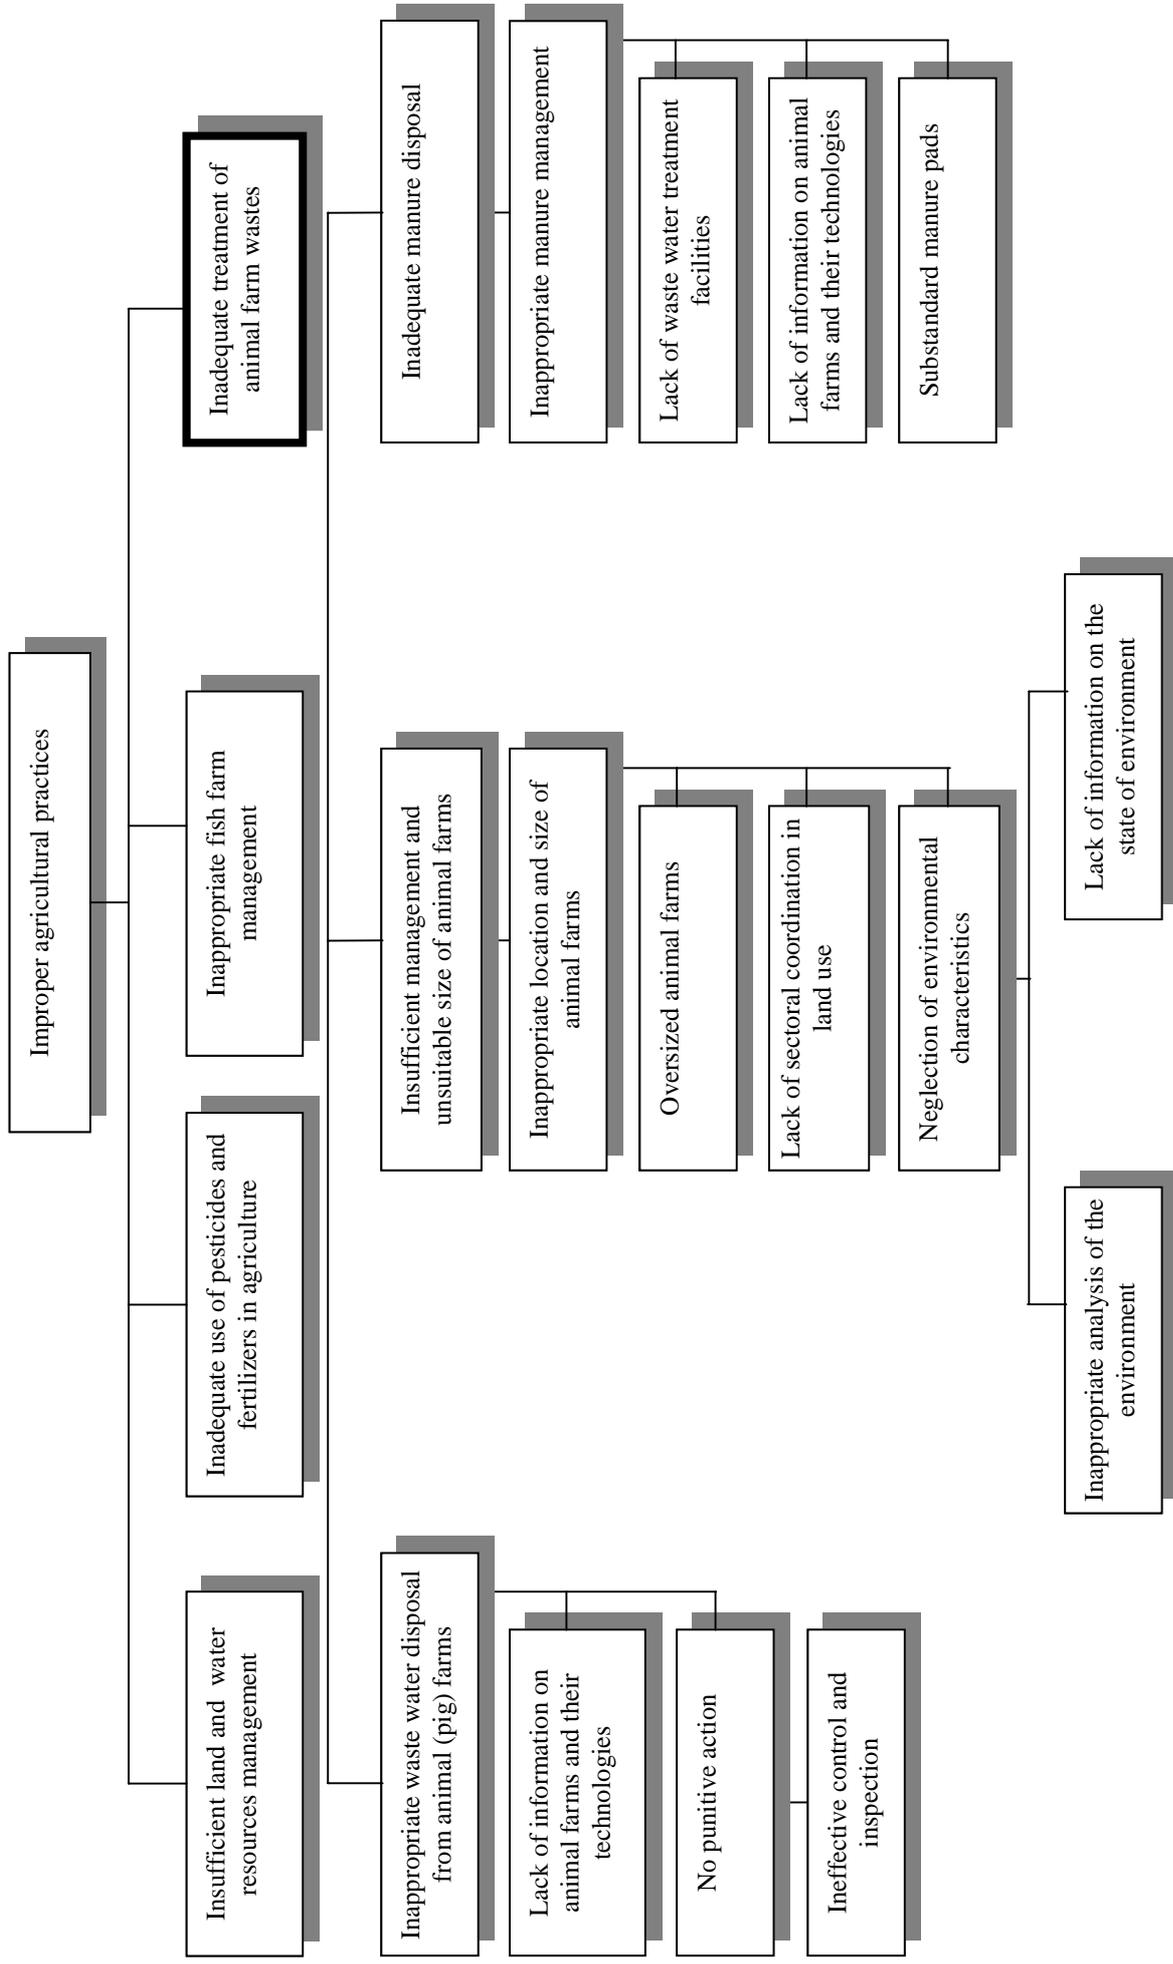 Improper agricultural practices
Insufficient land and water
resources management
Inadequate use of pesticides and
fertilizers in agriculture
Inappropriate fish farm
management
Inadequate treatment of
animal farm wastes
Inappropriate waste water disposal
from animal (pig) farms
Lack of information on
animal farms and their
technologies
No punitive action
Ineffective control and
inspection
Insufficient management and
unsuitable size of animal farms
Inappropriate location and size of
animal farms
Oversized animal farms
Lack of sectoral coordination in
land use
Neglection of environmental
characteristics
Inappropriate analysis of the
environment
Lack of information on the
state of environment
Inadequate manure disposal
Inappropriate manure management
Lack of waste water treatment
facilities
Lack of information on animal
farms and their technologies
Substandard manure pads